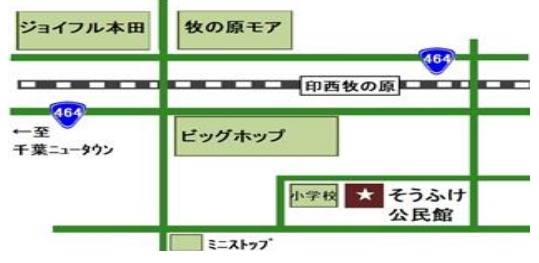 ジョイフル本田
牧の原モア
464
印西牧の原
464
←至
千葉ニュータウン
ビッグホップ
小学校
そうふけ
公民館
ミニストップ